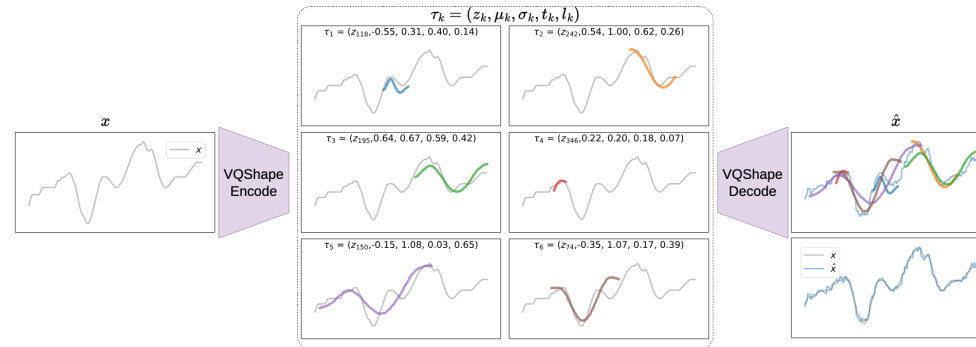 τₖ = (zₖ, μₖ, σₖ, tₖ, lₖ)
x
x
VQShape
Encode
τ₁ = (z₁₁₈,-0.55, 0.31, 0.40, 0.14)
τ₂ = (z₂₄₂,0.54, 1.00, 0.62, 0.26)
τ₃ = (z₁₉₅,0.64, 0.67, 0.59, 0.42)
τ₄ = (z₃₄₆,0.22, 0.20, 0.18, 0.07)
τ₅ = (z₁₅₀,-0.15, 1.08, 0.03, 0.65)
τ₆ = (z₇₄,-0.35, 1.07, 0.17, 0.39)
VQShape
Decode
x̂
x
x̂